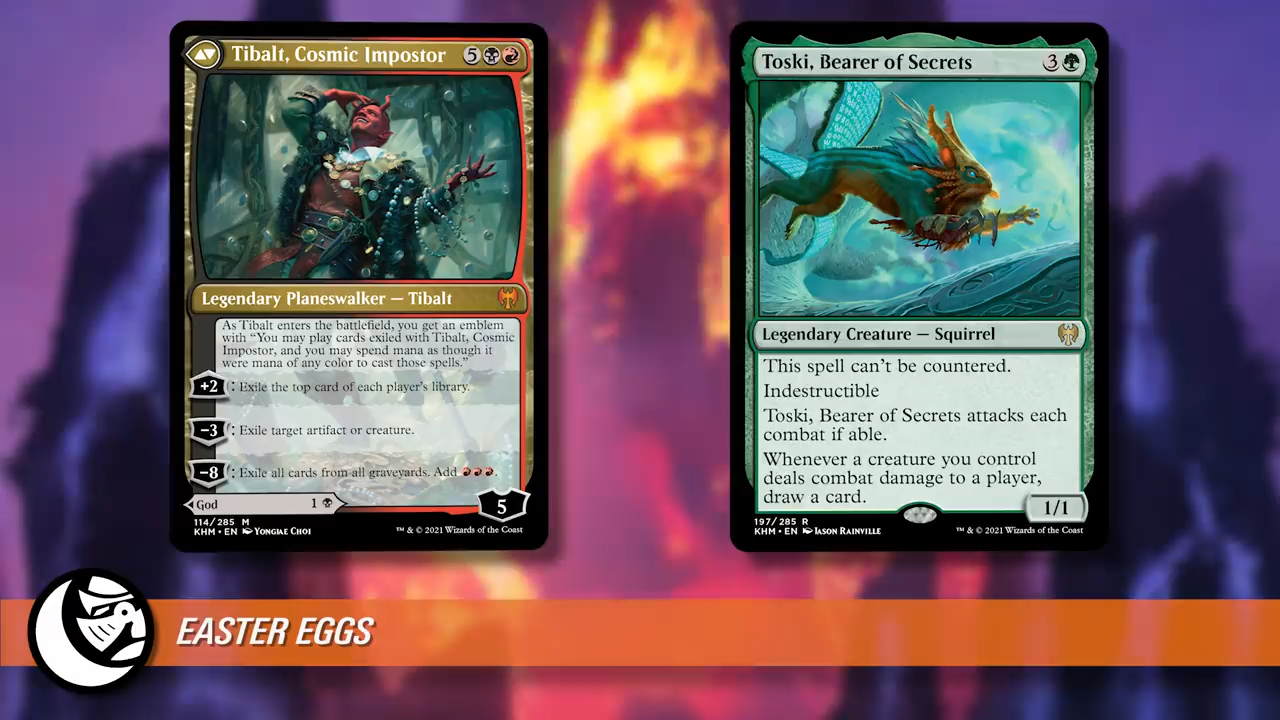 Tibalt, Cosmic Impostor 5
Legendary Planeswalker — Tibalt
As Tibalt enters the battlefield, you get an emblem
with “You may play cards exiled with Tibalt, Cosmic
Impostor, and you may spend mana as though it
were mana of any color to cast those spells.”
+2 : Exile the top card of each player's library.
−3 : Exile target artifact or creature.
−8 : Exile all cards from all graveyards. Add .
God 1
5
114/285 M
KHM • EN YONGJAE CHOI
™ & © 2021 Wizards of the Coast
Toski, Bearer of Secrets 3
Legendary Creature — Squirrel
This spell can't be countered.
Indestructible
Toski, Bearer of Secrets attacks each
combat if able.
Whenever a creature you control
deals combat damage to a player,
draw a card.
1/1
197/285 R
KHM • EN JASON RAINVILLE
™ & © 2021 Wizards of the Coast
EASTER EGGS